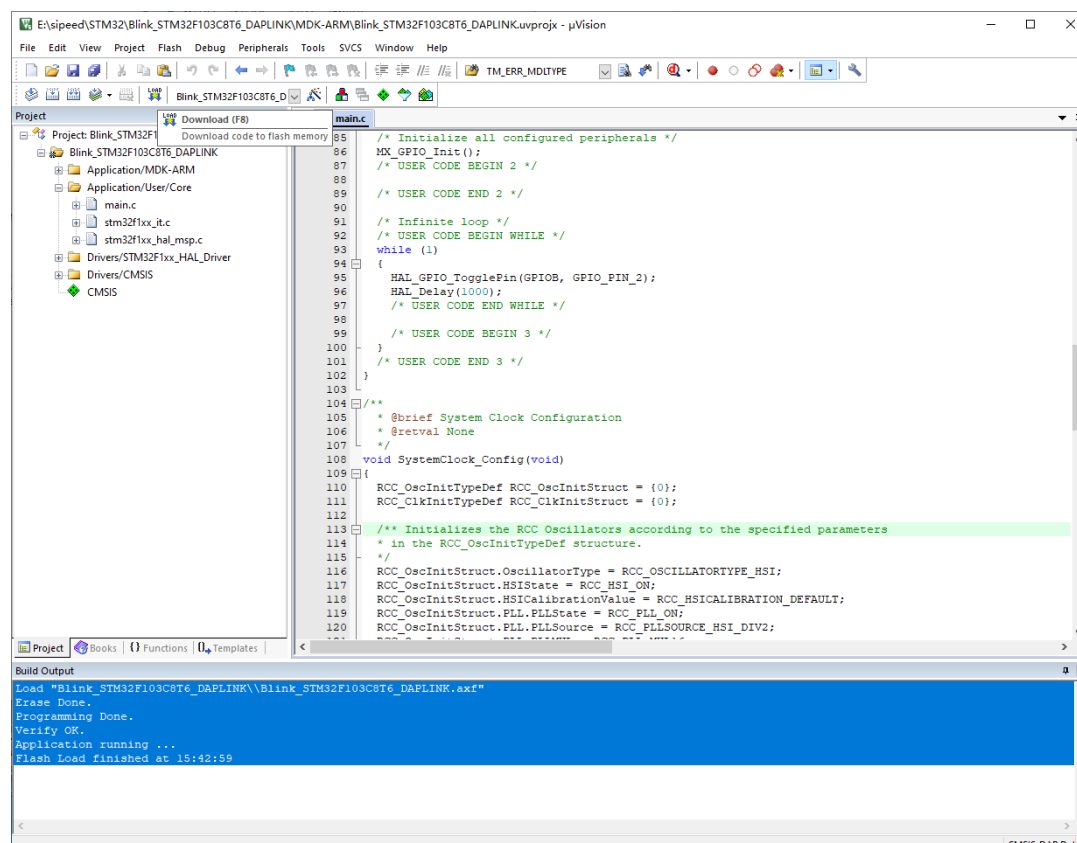 E:\sipeed\STM32\Blink_STM32F103C8T6_DAPLINK\MDK-ARM\Blink_STM32F103C8T6_DAPLINK.uvprojx - µVision
File Edit View Project Flash Debug Peripherals Tools SVCS Window Help
TM_ERR_MDLTYPE
LOAD Blink_STM32F103C8T6_D
Project
LOAD Download (F8)
Download code to flash memory
main.c
Project: Blink_STM32F1
Blink_STM32F103C8T6_DAPLINK
Application/MDK-ARM
Application/User/Core
main.c
stm32f1xx_it.c
stm32f1xx_hal_msp.c
Drivers/STM32F1xx_HAL_Driver
Drivers/CMSIS
CMSIS
85 /* Initialize all configured peripherals */
86 MX_GPIO_Init();
87 /* USER CODE BEGIN 2 */
88
89 /* USER CODE END 2 */
90
91 /* Infinite loop */
92 /* USER CODE BEGIN WHILE */
93 while (1)
94 {
95 HAL_GPIO_TogglePin(GPIOB, GPIO_PIN_2);
96 HAL_Delay(1000);
97 /* USER CODE END WHILE */
98
99 /* USER CODE BEGIN 3 */
100 }
101 /* USER CODE END 3 */
102 }
103
104 /**
105 * @brief System Clock Configuration
106 * @retval None
107 */
108 void SystemClock_Config(void)
109 {
110 RCC_OscInitTypeDef RCC_OscInitStruct = {0};
111 RCC_ClkInitTypeDef RCC_ClkInitStruct = {0};
112
113 /** Initializes the RCC Oscillators according to the specified parameters
114 * in the RCC_OscInitTypeDef structure.
115 */
116 RCC_OscInitStruct.OscillatorType = RCC_OSCILLATORTYPE_HSI;
117 RCC_OscInitStruct.HSIState = RCC_HSI_ON;
118 RCC_OscInitStruct.HSICalibrationValue = RCC_HSICALIBRATION_DEFAULT;
119 RCC_OscInitStruct.PLL.PLLState = RCC_PLL_ON;
120 RCC_OscInitStruct.PLL.PLLSource = RCC_PLLSOURCE_HSI_DIV2;
Project Books {} Functions Templates
Build Output
Load "Blink_STM32F103C8T6_DAPLINK\\Blink_STM32F103C8T6_DAPLINK.axf"
Erase Done.
Programming Done.
Verify OK.
Application running ...
Flash Load finished at 15:42:59